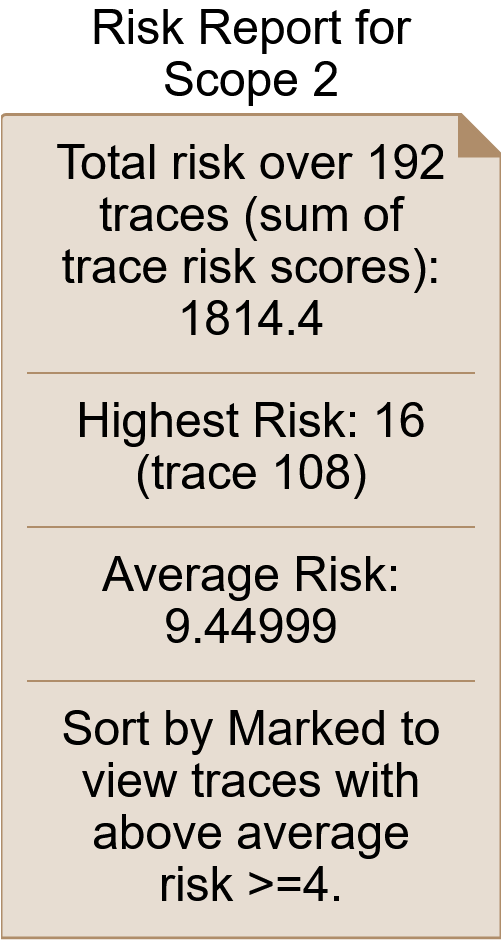 Risk Report for
Scope 2
Total risk over 192
traces (sum of
trace risk scores):
1814.4
Highest Risk: 16
(trace 108)
Average Risk:
9.44999
Sort by Marked to
view traces with
above average
risk >=4.